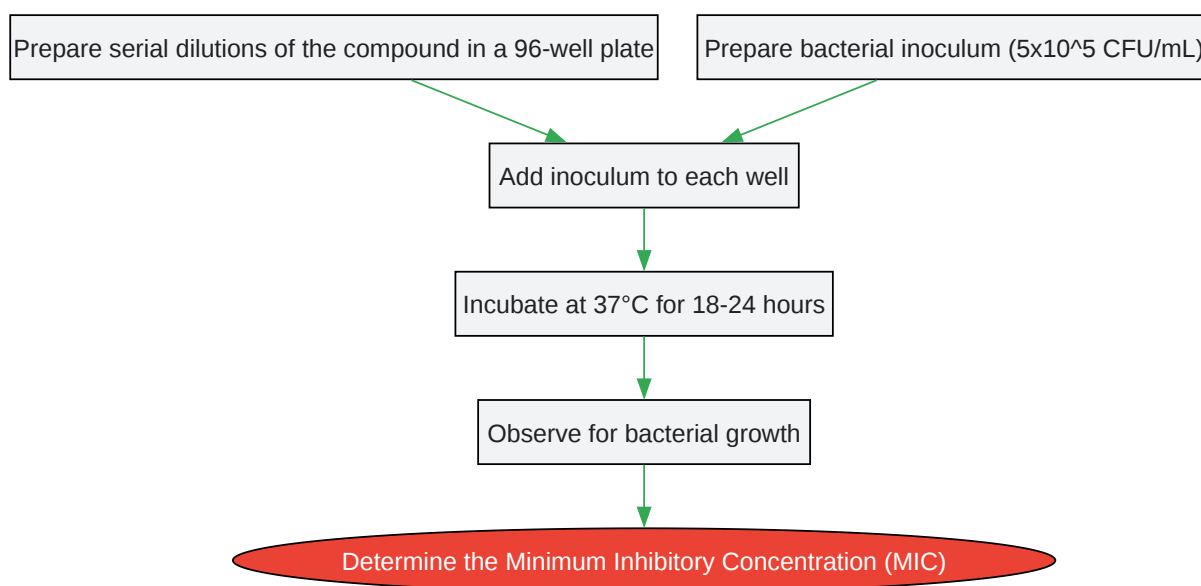 Prepare serial dilutions of the compound in a 96-well plate
Prepare bacterial inoculum (5x10^5 CFU/mL)
Add inoculum to each well
Incubate at 37°C for 18-24 hours
Observe for bacterial growth
Determine the Minimum Inhibitory Concentration (MIC)